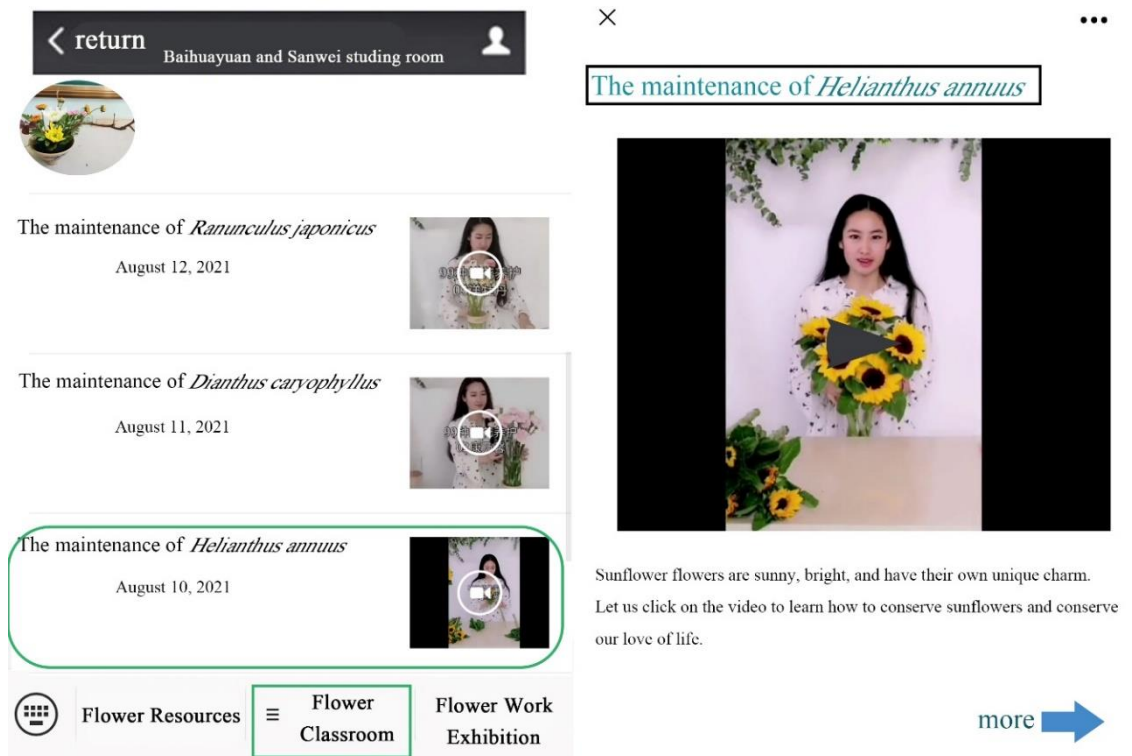 return
Baihuayuan and Sanwei studing room
The maintenance of Ranunculus japonicus
August 12, 2021
The maintenance of Dianthus caryophyllus
August 11, 2021
The maintenance of Helianthus annuus
August 10, 2021
Flower Resources
Flower
Classroom
Flower Work
Exhibition
The maintenance of Helianthus annuus
Sunflower flowers are sunny, bright, and have their own unique charm.
Let us click on the video to learn how to conserve sunflowers and conserve
our love of life.
more